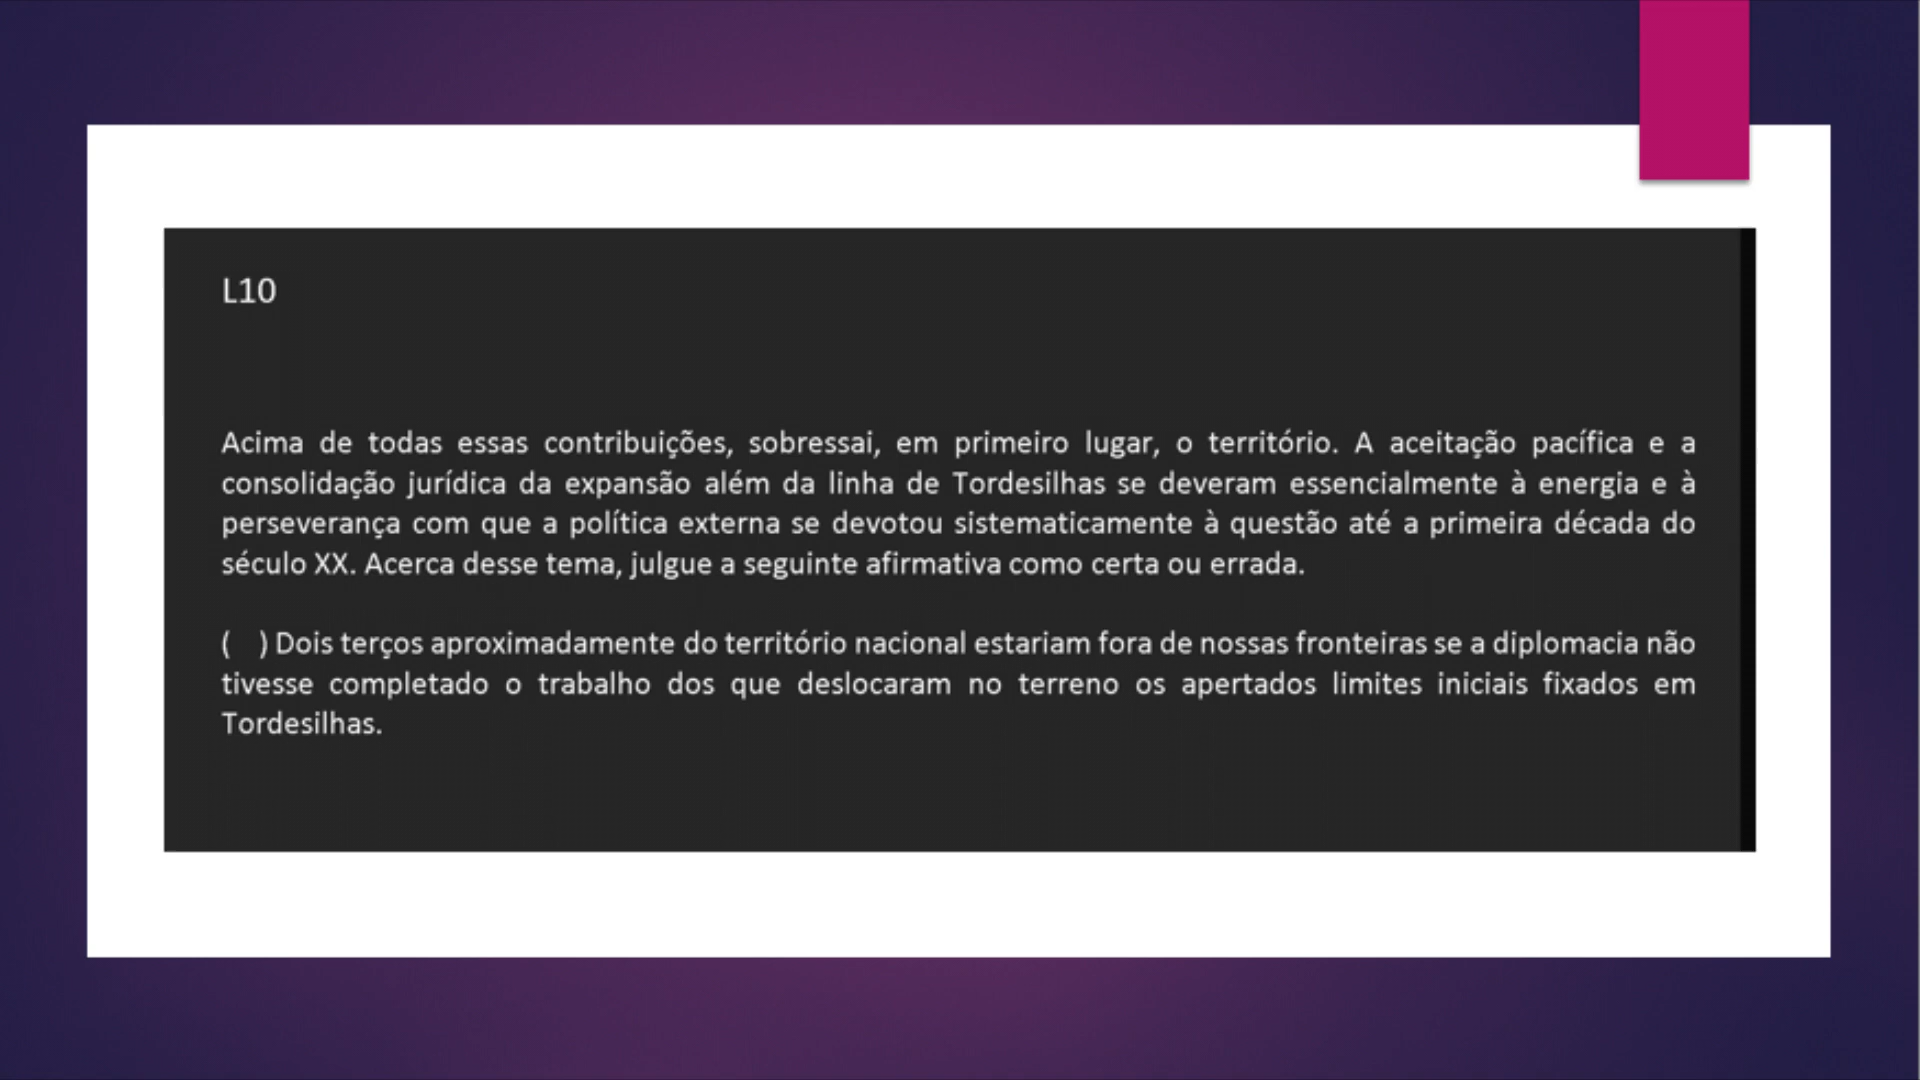 L10
Acima de todas essas contribuições, sobressai, em primeiro lugar, o território. A aceitação pacífica e a
consolidação jurídica da expansão além da linha de Tordesilhas se deveram essencialmente à energia e à
perseverança com que a política externa se devotou sistematicamente à questão até a primeira década do
século XX. Acerca desse tema, julgue a seguinte afirmativa como certa ou errada.
( ) Dois terços aproximadamente do território nacional estariam fora de nossas fronteiras se a diplomacia não
tivesse completado o trabalho dos que deslocaram no terreno os apertados limites iniciais fixados em
Tordesilhas.